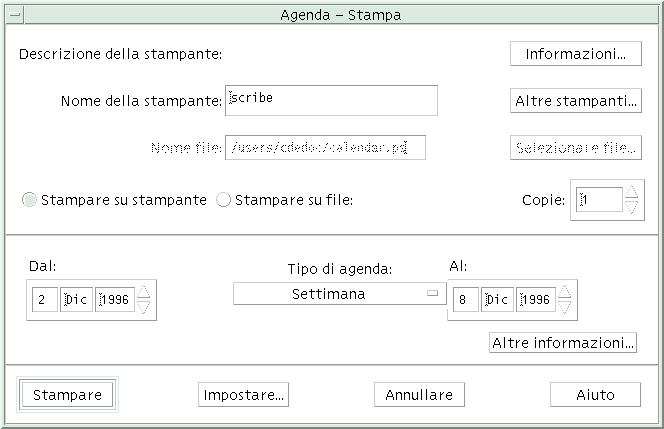 Agenda – Stampa
Descrizione della stampante:
Informazioni...
Nome della stampante: scribe
Altre stampanti...
Nome file: /users/cdedoc/calendar.ps
Selezionare file...
Stampare su stampante Stampare su file: Copie: 1
Dal: Tipo di agenda: Al:
2 Dic 1996 Settimana 8 Dic 1996
Altre informazioni...
Stampare Impostare... Annullare Aiuto